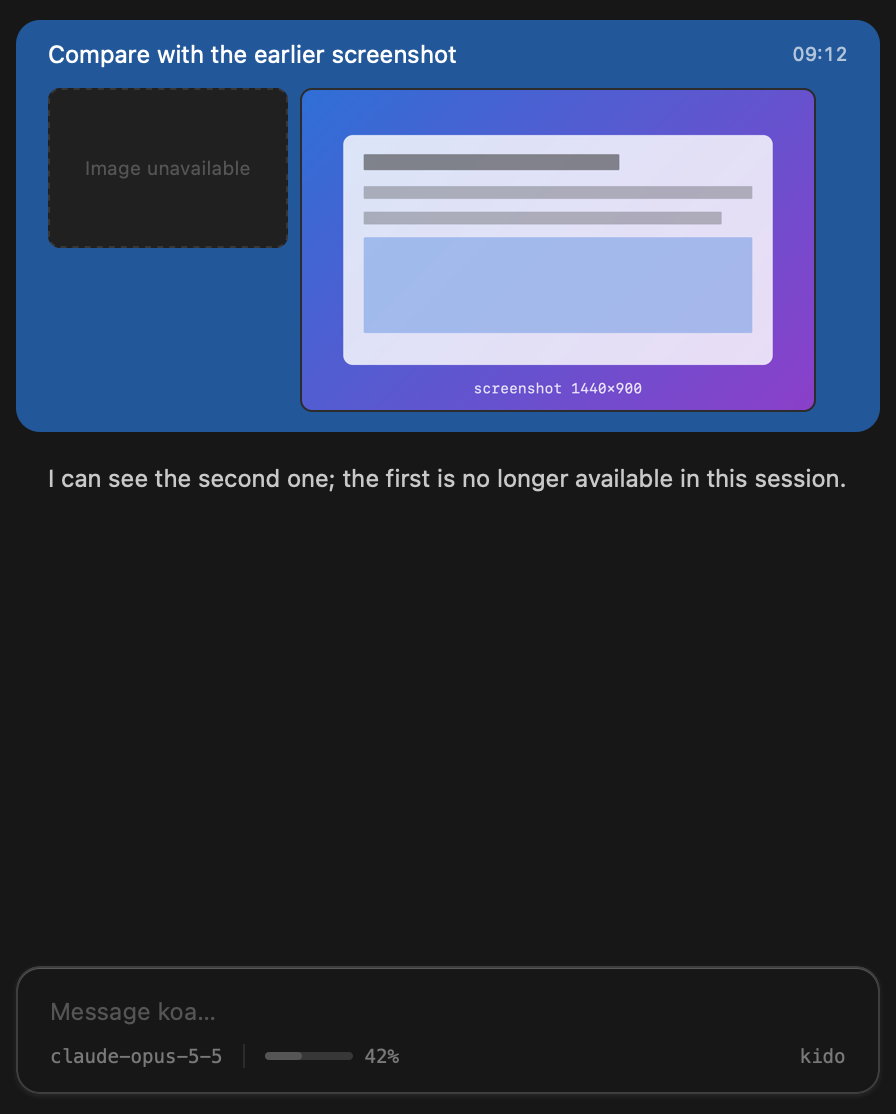 Compare with the earlier screenshot 09:12
Image unavailable
screenshot 1440×900
I can see the second one; the first is no longer available in this session.
Message koa...
claude-opus-5-5 42% kido